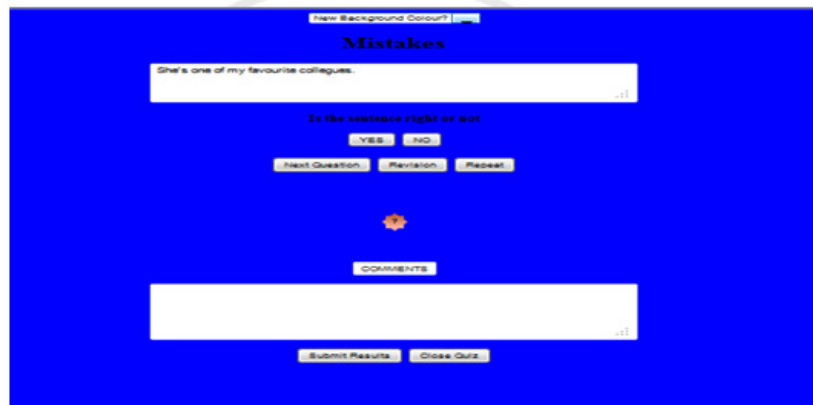 New Background Colour?
Mistakes
She's one of my favourite collegues.
Is the sentence right or not
YES NO
Next Question Revision Repeat
?
COMMENTS
Submit Results Close Quiz